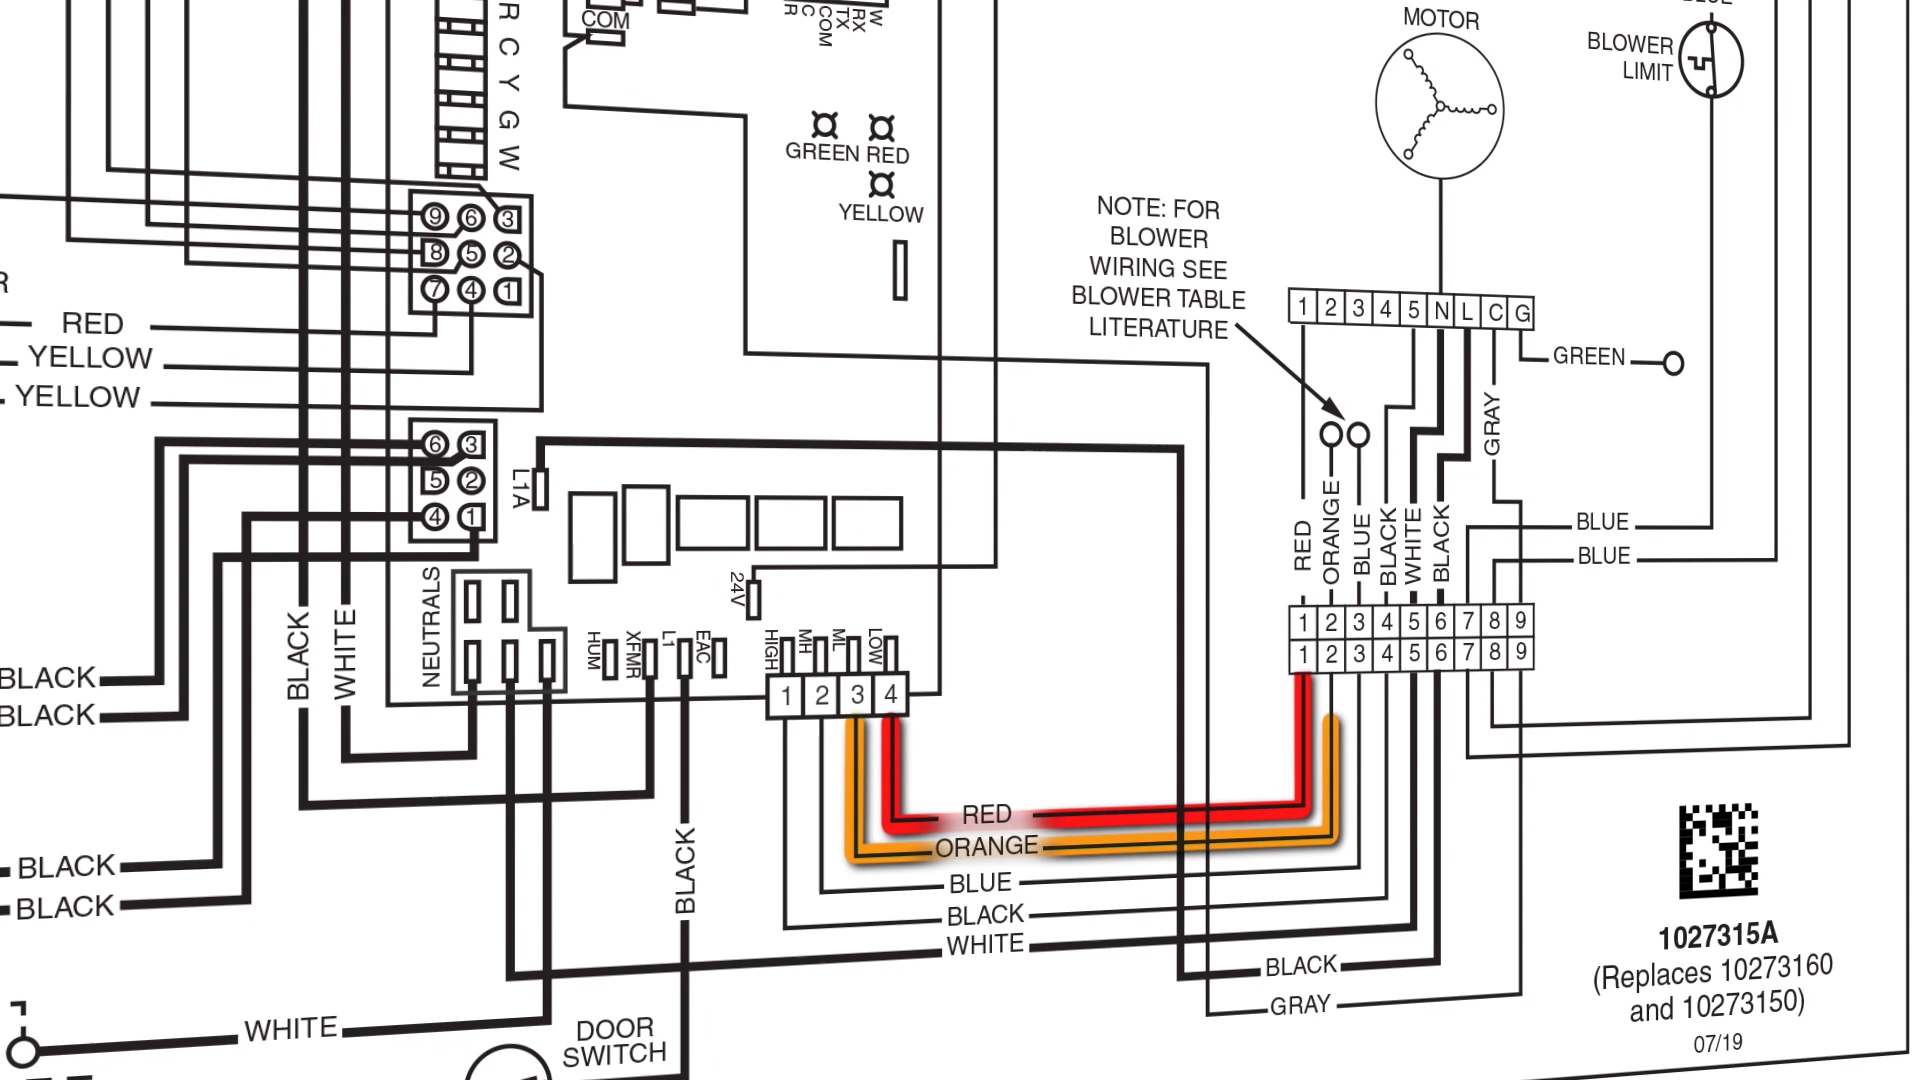 COM
R
C
COM
TX
RX
W
R
C
Y
G
W
GREEN RED
YELLOW
MOTOR
BLOWER
LIMIT
NOTE: FOR
BLOWER
WIRING SEE
BLOWER TABLE
LITERATURE
9 6 3
8 5 2
7 4 1
RED
YELLOW
YELLOW
1 2 3 4 5 N L C G
GREEN
GRAY
6 3
5 2
4 1
L1A
24V
NEUTRALS
BLACK
WHITE
HUM
XFMR
L1
EAC
HIGH
MH
ML
LOW
1 2 3 4
RED
ORANGE
BLUE
BLACK
WHITE
BLACK
BLUE
BLUE
1 2 3 4 5 6 7 8 9
1 2 3 4 5 6 7 8 9
BLACK
BLACK
BLACK
BLACK
BLACK
RED
ORANGE
BLUE
BLACK
WHITE
BLACK
GRAY
WHITE
DOOR
SWITCH
1027315A
(Replaces 10273160
and 10273150)
07/19